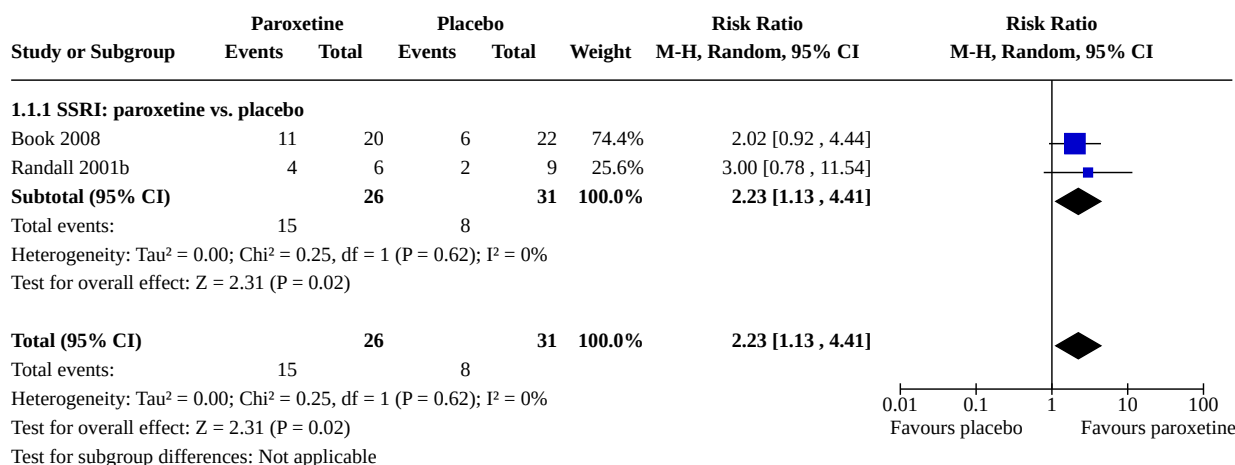 Paroxetine Placebo Risk Ratio Risk Ratio
Study or Subgroup Events Total Events Total Weight M-H, Random, 95% CI M-H, Random, 95% CI
1.1.1 SSRI: paroxetine vs. placebo
Book 2008 11 20 6 22 74.4% 2.02 [0.92 , 4.44]
Randall 2001b 4 6 2 9 25.6% 3.00 [0.78 , 11.54]
Subtotal (95% CI) 26 31 100.0% 2.23 [1.13 , 4.41]
Total events: 15 8
Heterogeneity: Tau² = 0.00; Chi² = 0.25, df = 1 (P = 0.62); I² = 0%
Test for overall effect: Z = 2.31 (P = 0.02)
Total (95% CI) 26 31 100.0% 2.23 [1.13 , 4.41]
Total events: 15 8
Heterogeneity: Tau² = 0.00; Chi² = 0.25, df = 1 (P = 0.62); I² = 0%
0.01 0.1 1 10 100
Test for overall effect: Z = 2.31 (P = 0.02) Favours placebo Favours paroxetine
Test for subgroup differences: Not applicable